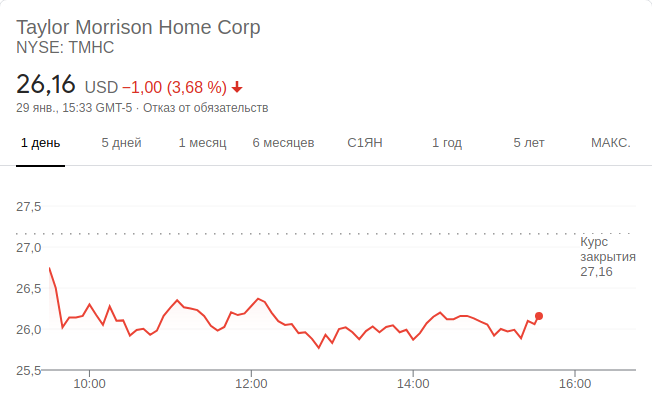 Taylor Morrison Home Corp
NYSE: TMHC
26,16 USD −1,00 (3,68 %)
29 янв., 15:33 GMT-5 · Отказ от обязательств
1 день 5 дней 1 месяц 6 месяцев С1ЯН 1 год 5 лет МАКС.
27,5
27,0
26,5
26,0
25,5
Курс
закрытия
27,16
10:00 12:00 14:00 16:00